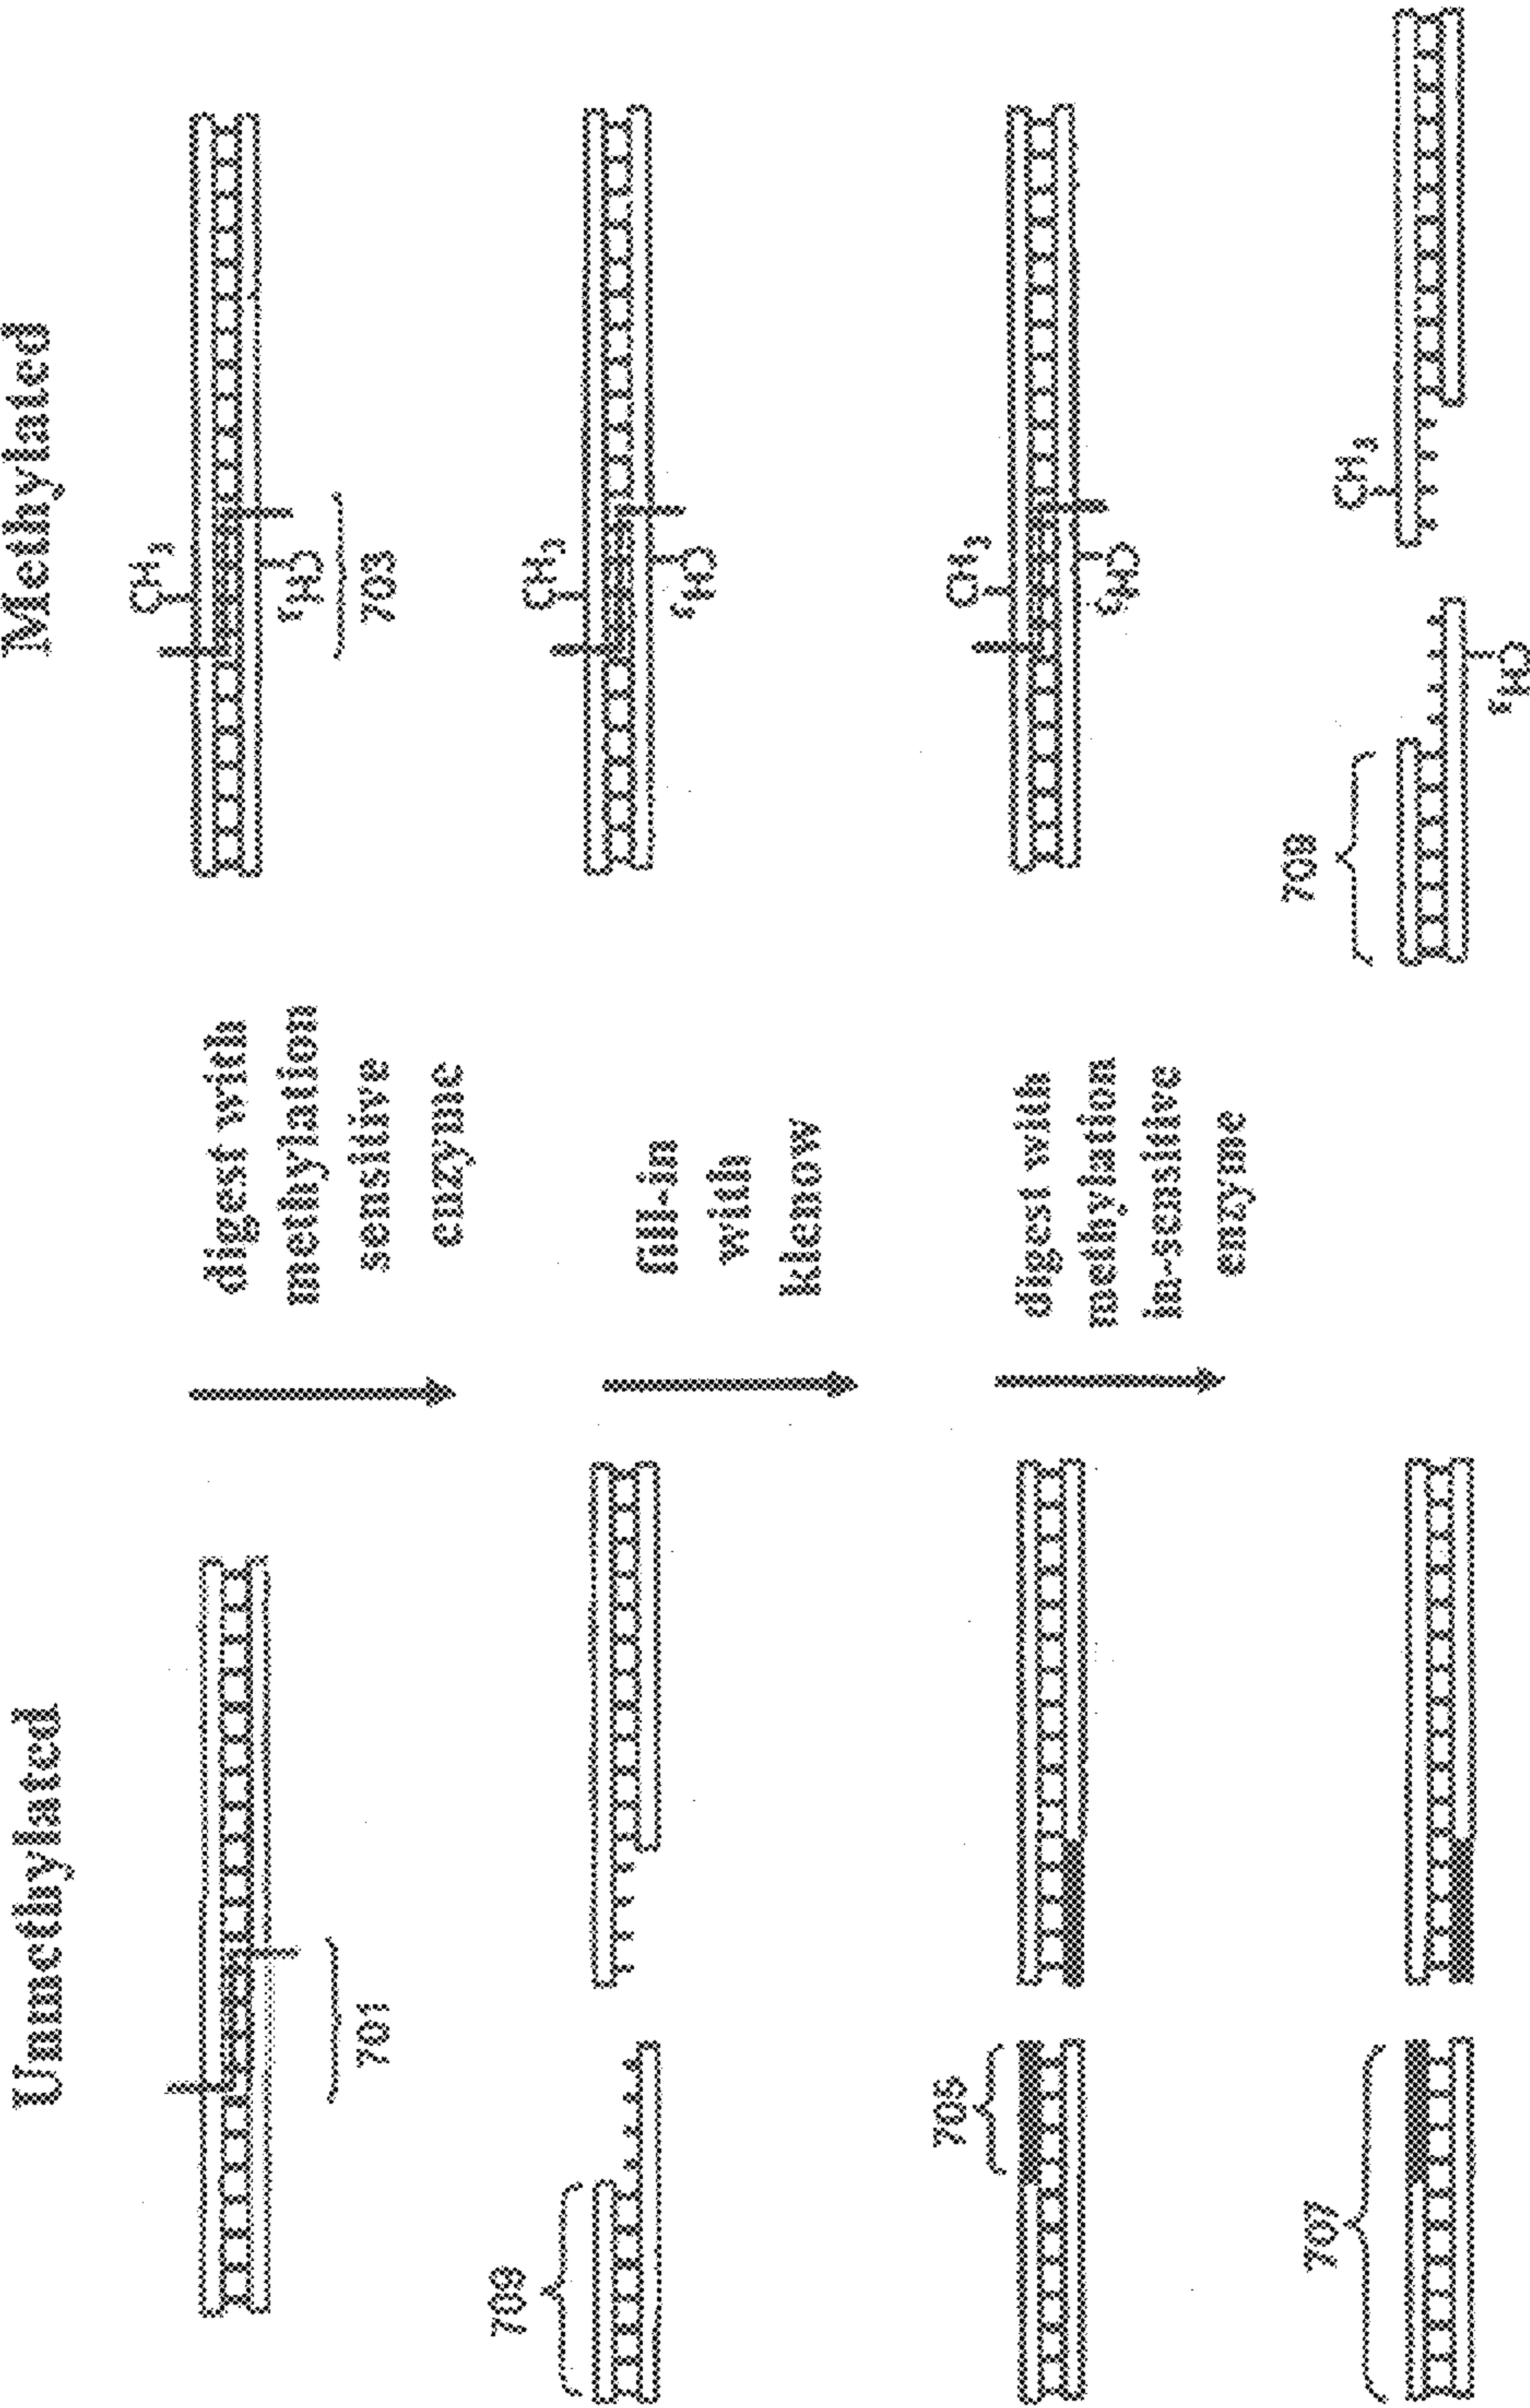 Unmethylated
Methylated
CH3
CH3
701
703
digest with
methylation
sensitive
enzyme
709
CH3
CH3
fill-in
with
klenow
705
CH3
CH3
digest with
methylation
in-sensitive
enzyme
707
709
CH3
CH3